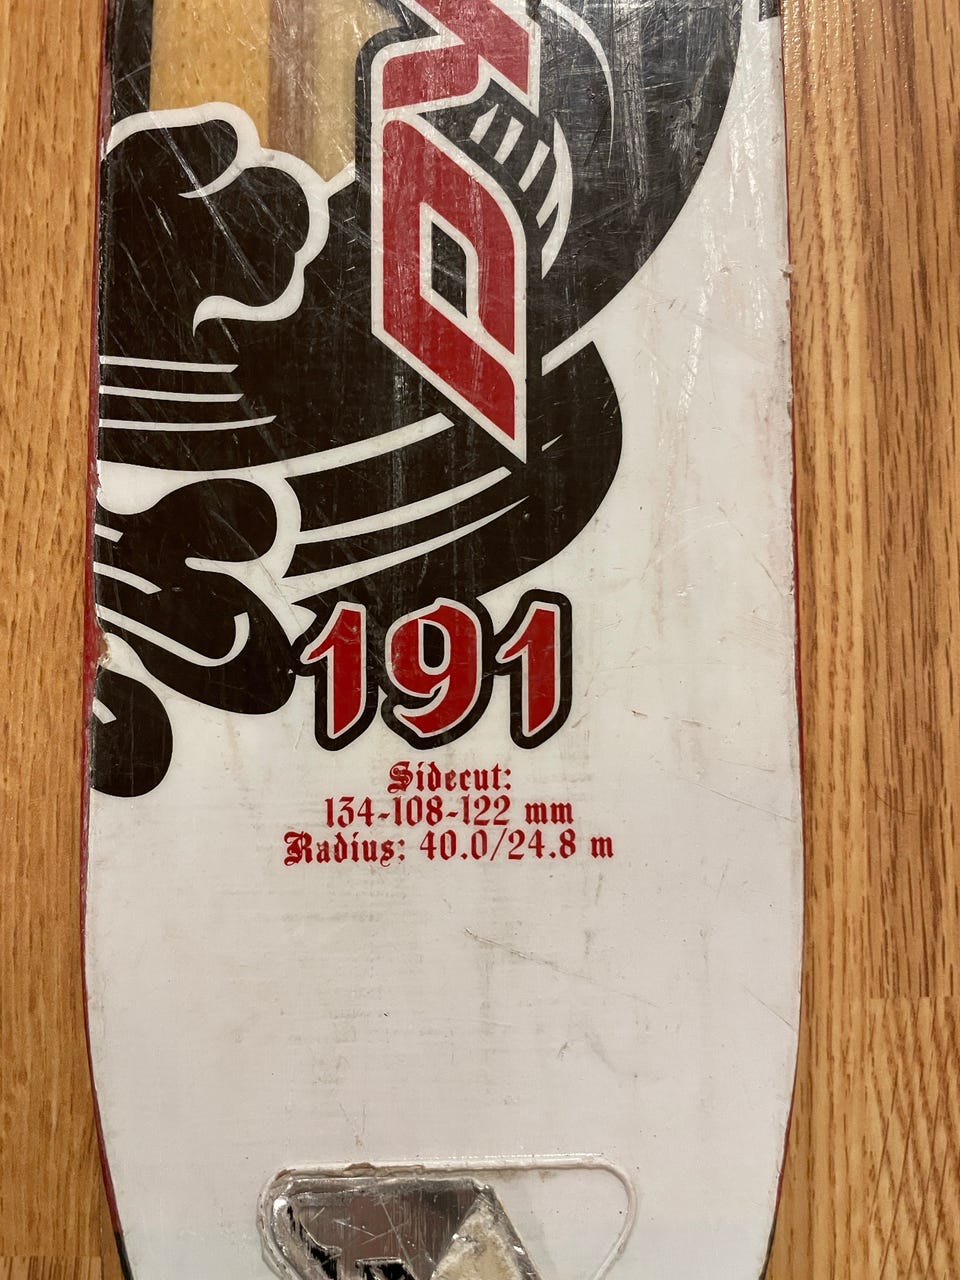 191
Sidecut:
134-108-122 mm
Radius: 40.0/24.8 m